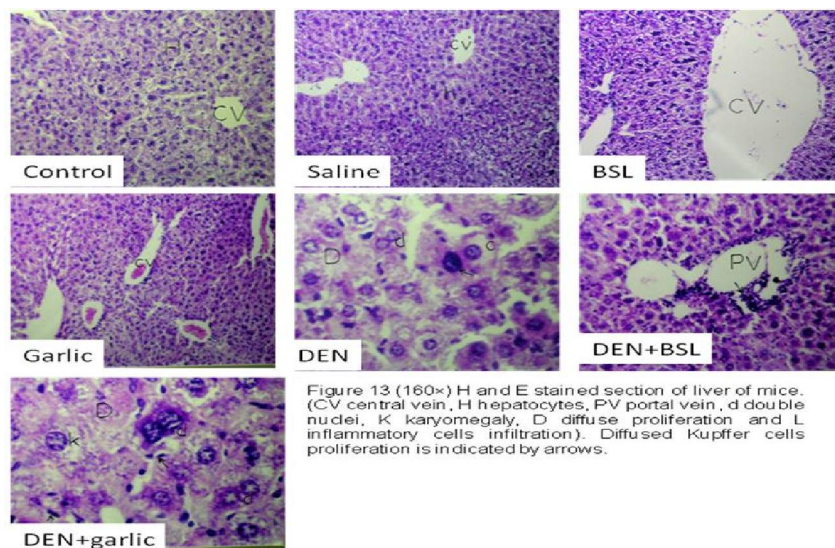 H
CV
Control
cv
h
Saline
CV
BSL
cv
Garlic
D
d
c
DEN
PV
DEN+BSL
D
k
d
d
DEN+garlic
Figure 13 (160×) H and E stained section of liver of mice.
(CV central vein, H hepatocytes, PV portal vein, d double
nuclei, K karyomegaly, D diffuse proliferation and L
inflammatory cells infiltration). Diffused Kupffer cells
proliferation is indicated by arrows.